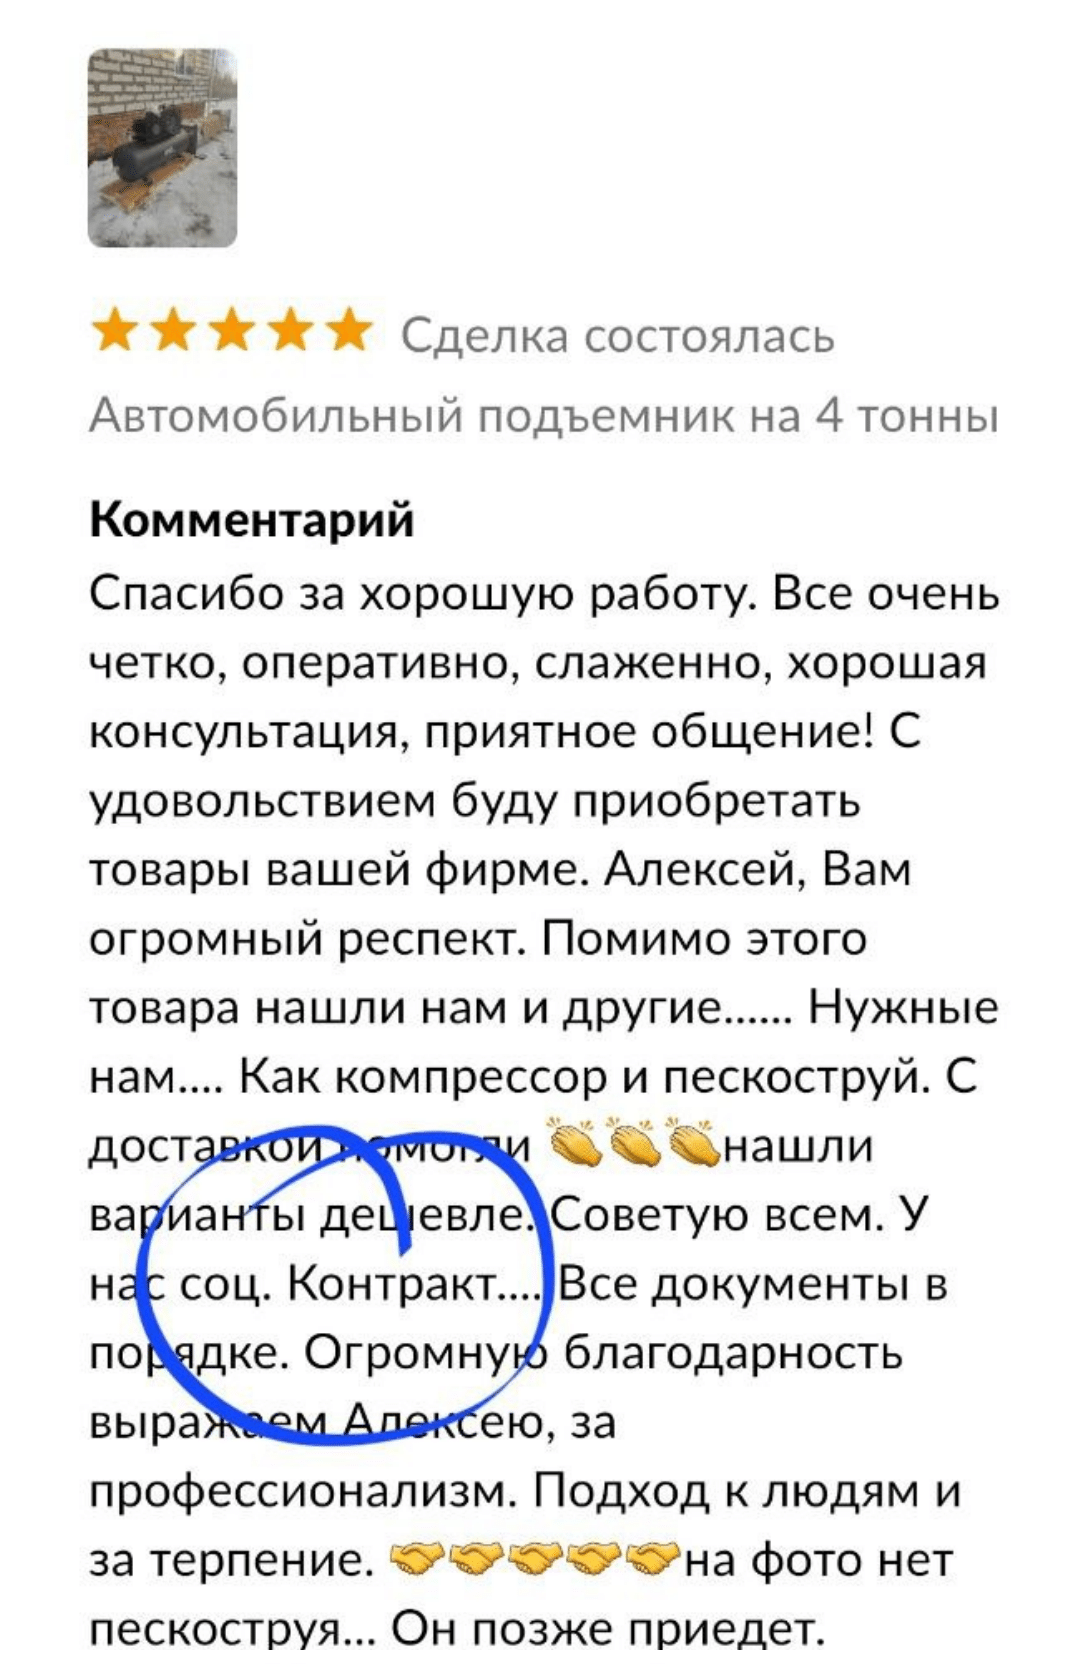 Сделка состоялась
Автомобильный подъемник на 4 тонны
Комментарий
Спасибо за хорошую работу. Все очень
четко, оперативно, слаженно, хорошая
консультация, приятное общение! С
удовольствием буду приобретать
товары вашей фирме. Алексей, Вам
огромный респект. Помимо этого
товара нашли нам и другие...... Нужные
нам.... Как компрессор и пескоструй. С
доставкой помогли 👏👏👏нашли
варианты дешевле. Советую всем. У
нас соц. Контракт.... Все документы в
порядке. Огромную благодарность
выражаем Алексею, за
профессионализм. Подход к людям и
за терпение. 🤝🤝🤝🤝🤝на фото нет
пескоструя... Он позже приедет.